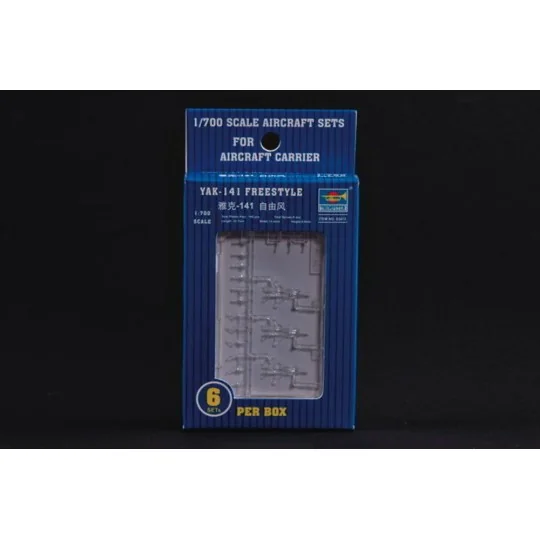 1/700 SCALE AIRCRAFT SETS
FOR
AIRCRAFT CARRIER
YAK-141 FREESTYLE
雅克-141 自由风
1:700
SCALE
6
SETs
PER BOX